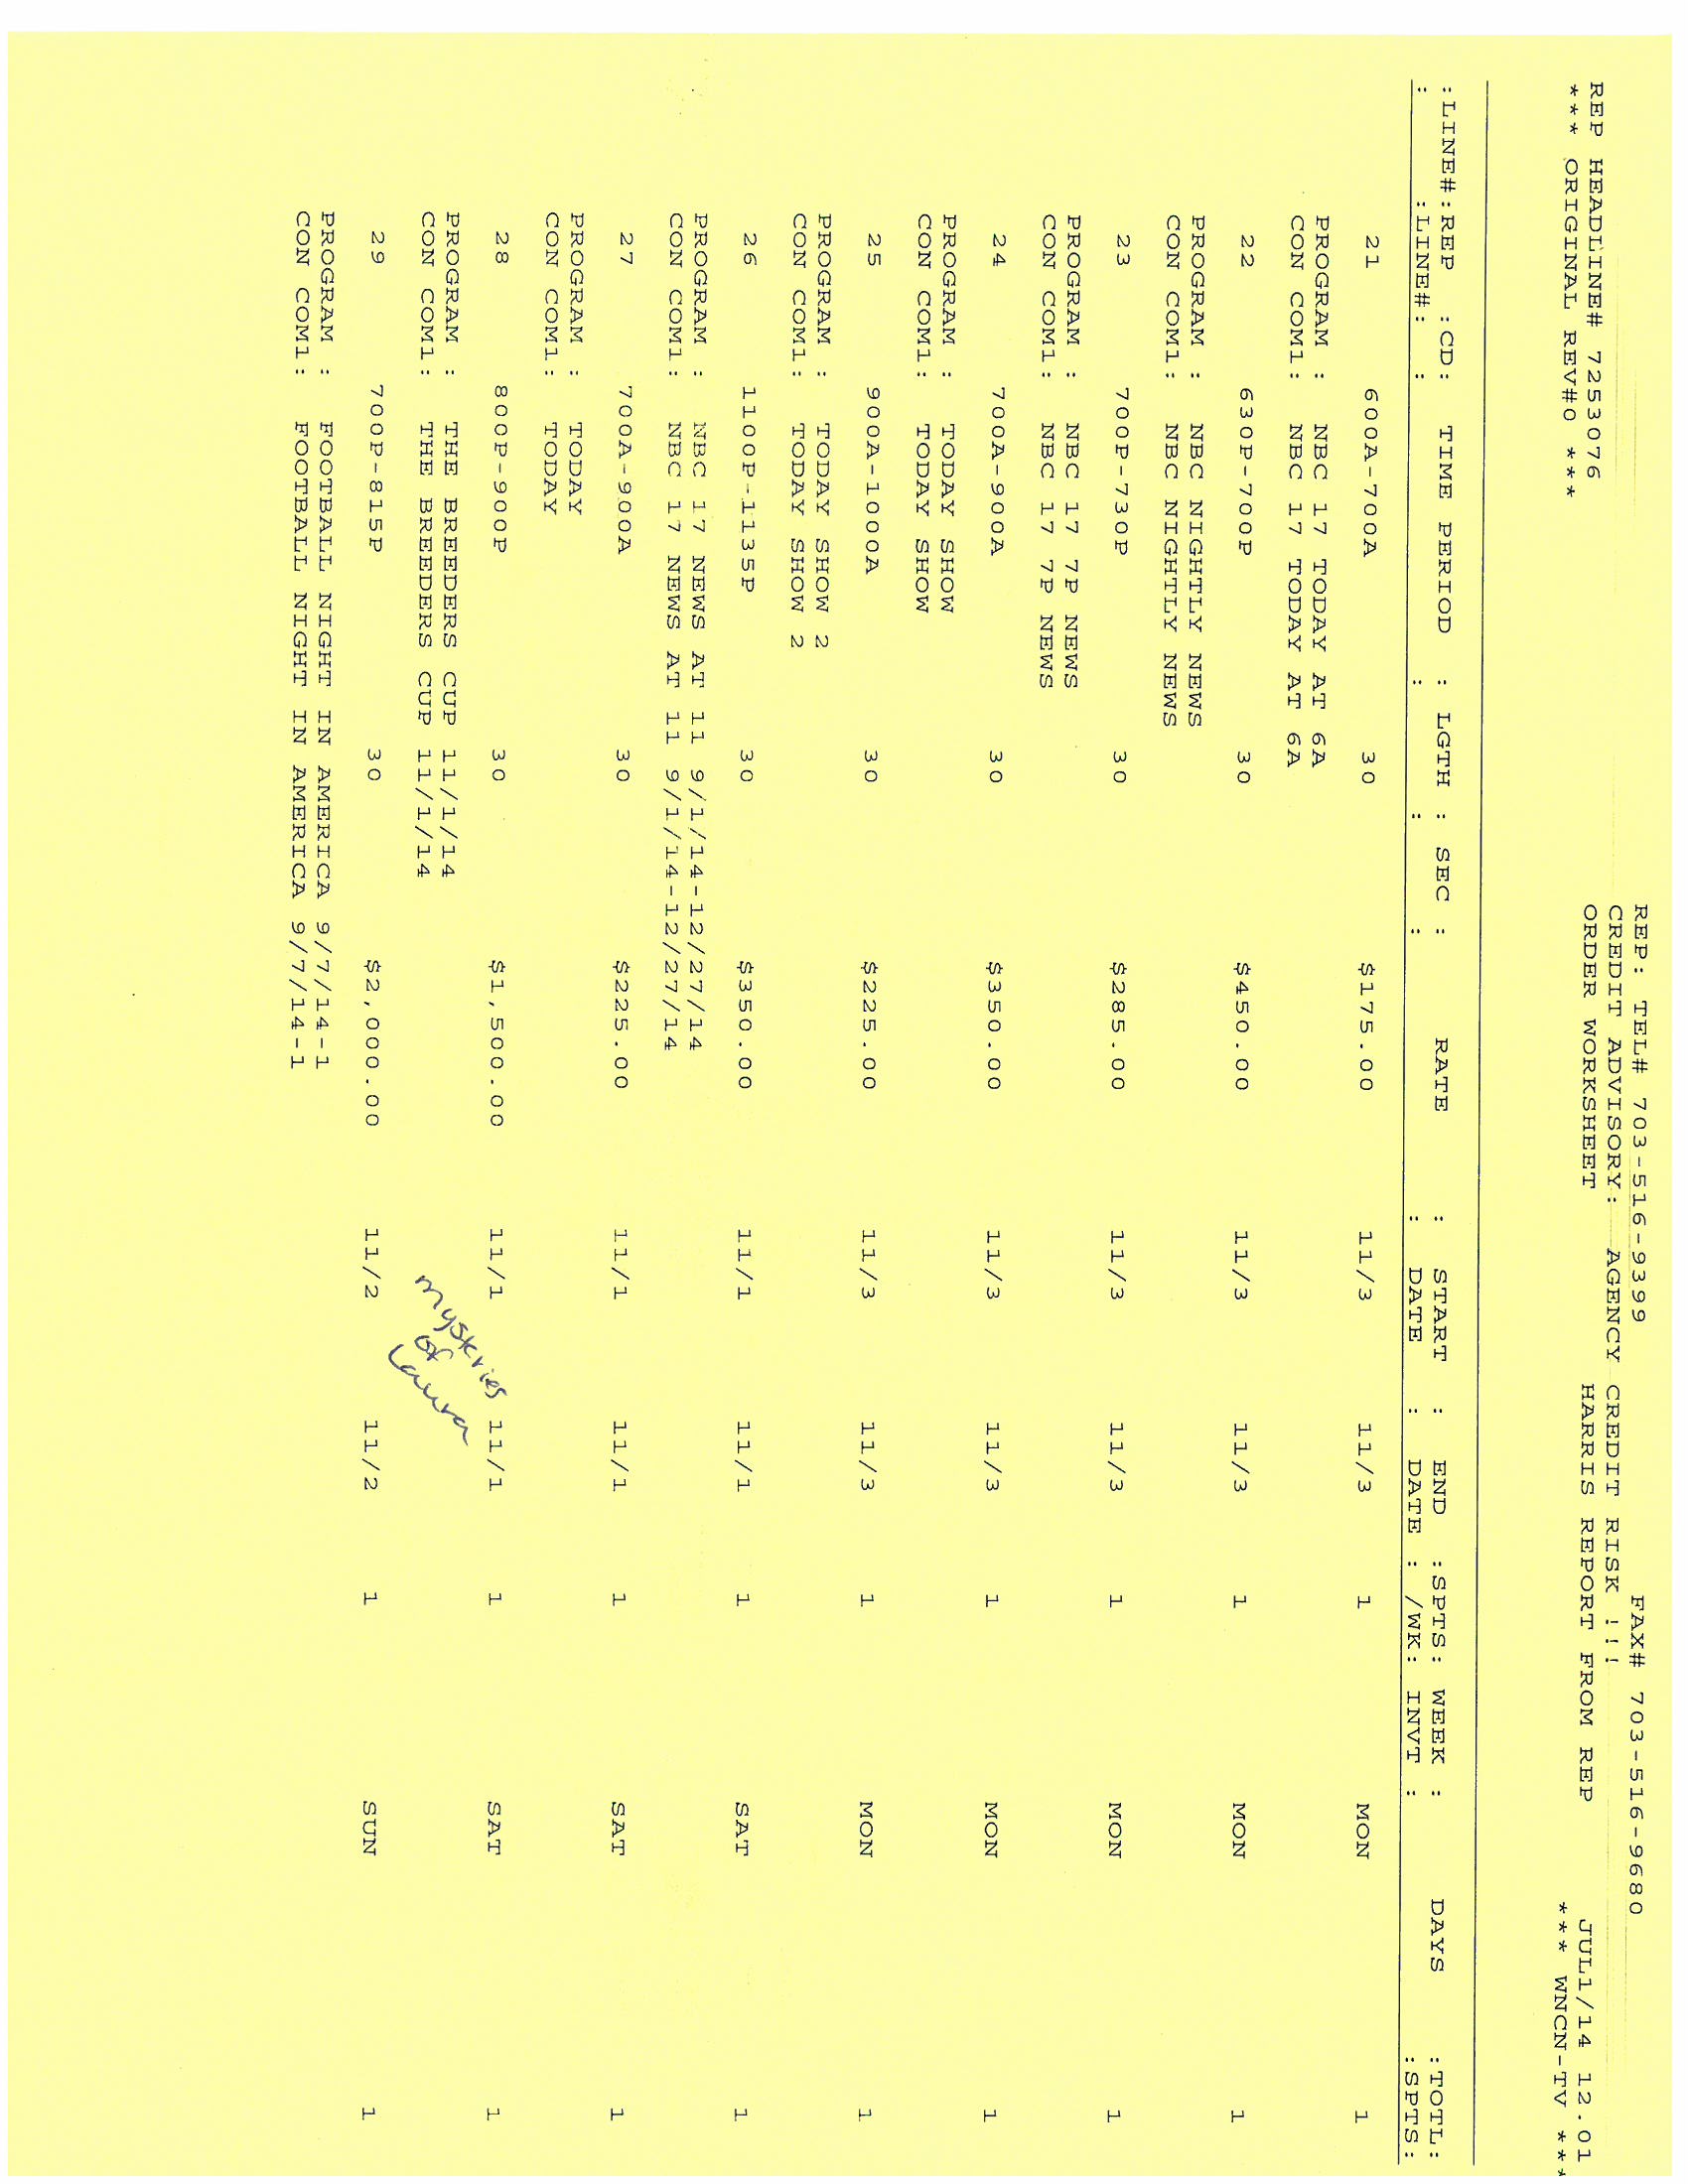 REP: TEL# 703-516-9399 FAX# 703-516-9680
CREDIT ADVISORY: AGENCY CREDIT RISK !!!
REP HEADLINE# 7253076 ORDER WORKSHEET HARRIS REPORT FROM REP JUL1/14 12.01
*** ORIGINAL REV#0 *** *** WNCN-TV ***
:LINE#:REP :CD: TIME PERIOD : LGTH : SEC : RATE : START : END :SPTS: WEEK : DAYS :TOTL:
: :LINE#: : : : : : DATE : DATE : /WK: INVT : :SPTS:
21 600A-700A 30 $175.00 11/3 11/3 1 MON 1
PROGRAM : NBC 17 TODAY AT 6A
CON COM1: NBC 17 TODAY AT 6A
22 630P-700P 30 $450.00 11/3 11/3 1 MON 1
PROGRAM : NBC NIGHTLY NEWS
CON COM1: NBC NIGHTLY NEWS
23 700P-730P 30 $285.00 11/3 11/3 1 MON 1
PROGRAM : NBC 17 7P NEWS
CON COM1: NBC 17 7P NEWS
24 700A-900A 30 $350.00 11/3 11/3 1 MON 1
PROGRAM : TODAY SHOW
CON COM1: TODAY SHOW
25 900A-1000A 30 $225.00 11/3 11/3 1 MON 1
PROGRAM : TODAY SHOW 2
CON COM1: TODAY SHOW 2
26 1100P-1135P 30 $350.00 11/1 11/1 1 SAT 1
PROGRAM : NBC 17 NEWS AT 11 9/1/14-12/27/14
CON COM1: NBC 17 NEWS AT 11 9/1/14-12/27/14
27 700A-900A 30 $225.00 11/1 11/1 1 SAT 1
PROGRAM : TODAY
CON COM1: TODAY
28 800P-900P 30 $1,500.00 11/1 11/1 1 SAT 1
PROGRAM : THE BREEDERS CUP 11/1/14
CON COM1: THE BREEDERS CUP 11/1/14
mysteries
of
Laura
29 700P-815P 30 $2,000.00 11/2 11/2 1 SUN 1
PROGRAM : FOOTBALL NIGHT IN AMERICA 9/7/14-1
CON COM1: FOOTBALL NIGHT IN AMERICA 9/7/14-1